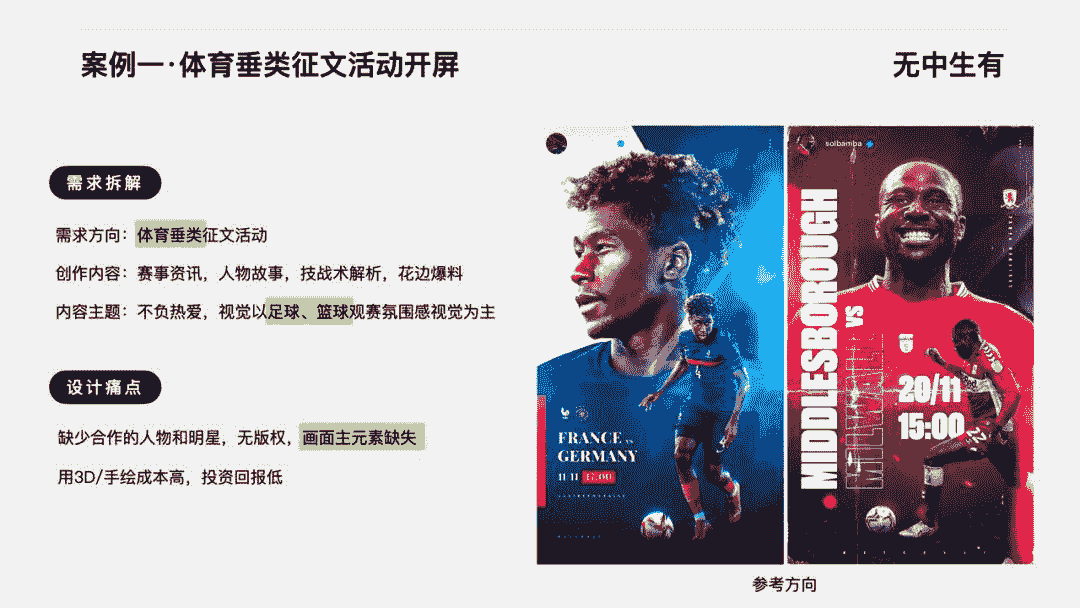 案例一·体育垂类征文活动开屏
无中生有
需求拆解
需求方向：体育垂类征文活动
创作内容：赛事资讯，人物故事，技战术解析，花边爆料
内容主题：不负热爱，视觉以足球、篮球观赛氛围感视觉为主
设计痛点
缺少合作的人物和明星，无版权，画面主元素缺失
用3D/手绘成本高，投资回报低
FRANCE vs
GERMANY
11/11 17.00
solbamba
MIDDLESBOROUGH
VS
MILLWALL
20/11
15:00
参考方向